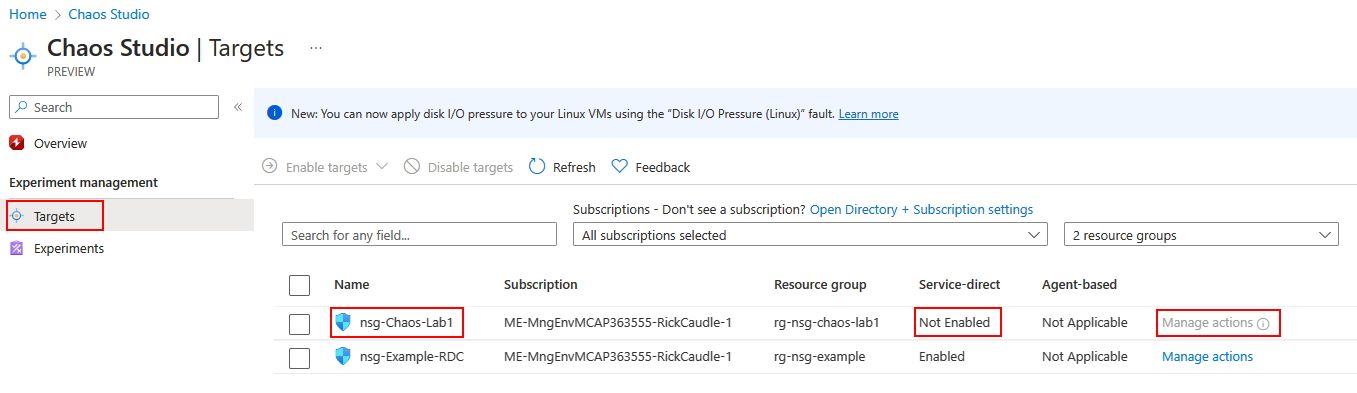 Home > Chaos Studio
Chaos Studio | Targets ...
PREVIEW
Search «
Overview
Experiment management
Targets
Experiments
New: You can now apply disk I/O pressure to your Linux VMs using the “Disk I/O Pressure (Linux)” fault. Learn more
Enable targets Disable targets Refresh Feedback
Subscriptions - Don't see a subscription? Open Directory + Subscription settings
Search for any field... All subscriptions selected 2 resource groups
Name Subscription Resource group Service-direct Agent-based
nsg-Chaos-Lab1 ME-MngEnvMCAP363555-RickCaudle-1 rg-nsg-chaos-lab1 Not Enabled Not Applicable Manage actions
nsg-Example-RDC ME-MngEnvMCAP363555-RickCaudle-1 rg-nsg-example Enabled Not Applicable Manage actions